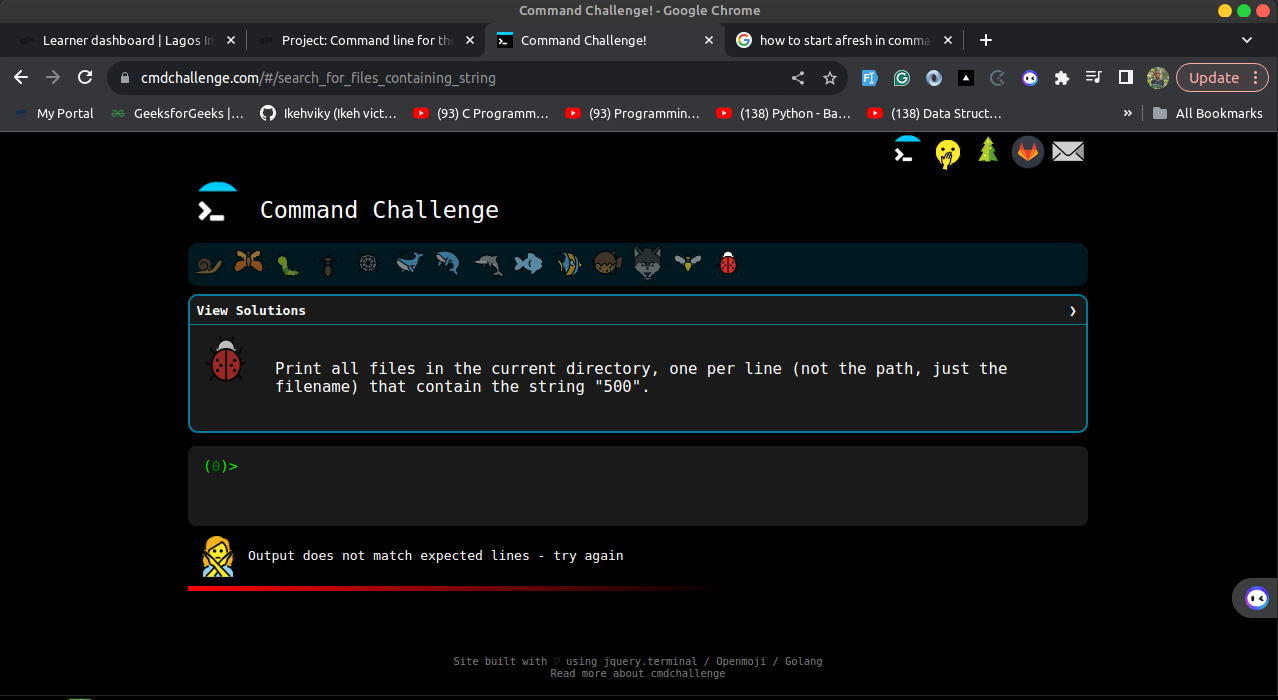 Command Challenge! - Google Chrome
Learner dashboard | Lagos In
Project: Command line for the
Command Challenge!
how to start afresh in comma
cmdchallenge.com/#/search_for_files_containing_string
Update
My Portal
GeeksforGeeks |...
Ikehviky (Ikeh vict...
(93) C Programm...
(93) Programmin...
(138) Python - Ba...
(138) Data Struct...
»
All Bookmarks
Command Challenge
View Solutions
Print all files in the current directory, one per line (not the path, just the
filename) that contain the string "500".
(0)>
Output does not match expected lines - try again
Site built with ♡ using jquery.terminal / Openmoji / Golang
Read more about cmdchallenge